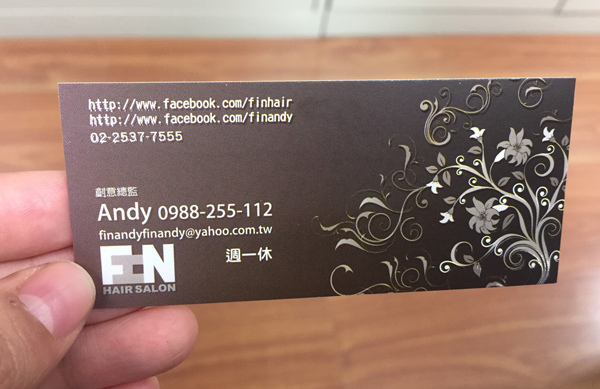 http://www.facebook.com/finhair
http://www.facebook.com/finandy
02-2537-7555
創意總監
Andy 0988-255-112
finandyfinandy@yahoo.com.tw
FIN 週一休
HAIR SALON